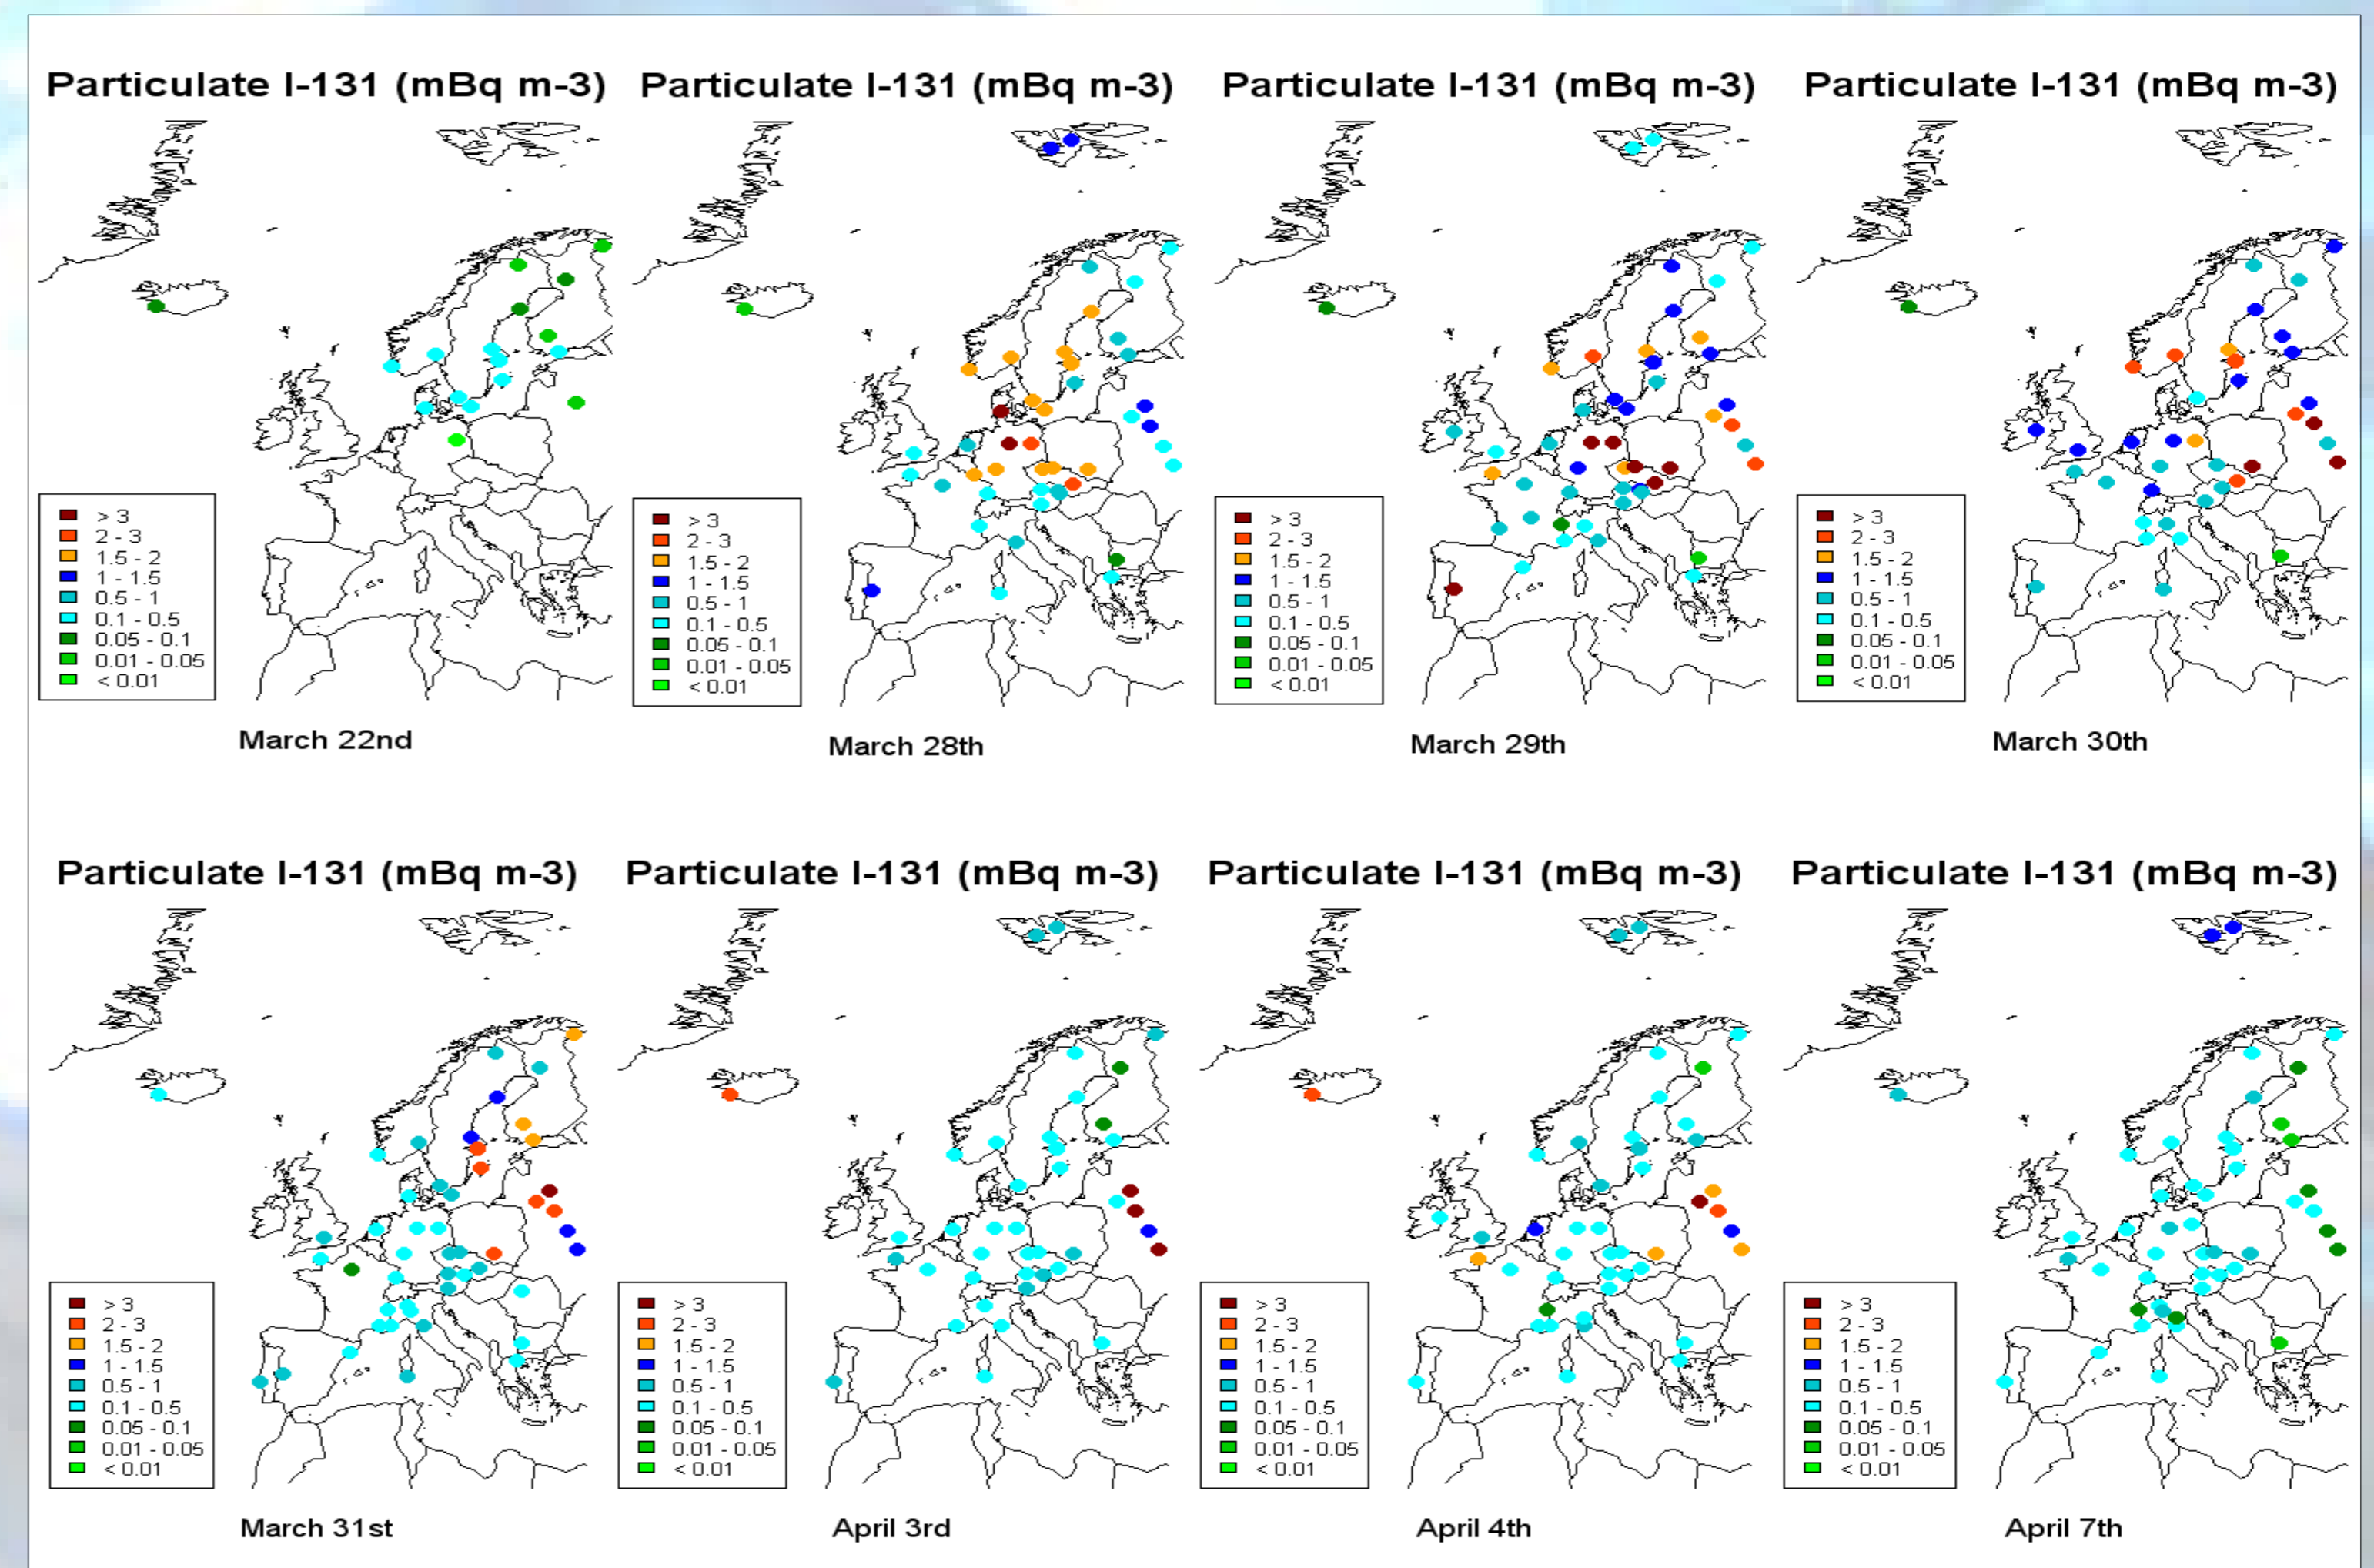 Particulate I-131 (mBq m-3)
> 3
2 - 3
1.5 - 2
1 - 1.5
0.5 - 1
0.1 - 0.5
0.05 - 0.1
0.01 - 0.05
< 0.01
March 22nd
Particulate I-131 (mBq m-3)
> 3
2 - 3
1.5 - 2
1 - 1.5
0.5 - 1
0.1 - 0.5
0.05 - 0.1
0.01 - 0.05
< 0.01
March 28th
Particulate I-131 (mBq m-3)
> 3
2 - 3
1.5 - 2
1 - 1.5
0.5 - 1
0.1 - 0.5
0.05 - 0.1
0.01 - 0.05
< 0.01
March 29th
Particulate I-131 (mBq m-3)
> 3
2 - 3
1.5 - 2
1 - 1.5
0.5 - 1
0.1 - 0.5
0.05 - 0.1
0.01 - 0.05
< 0.01
March 30th
Particulate I-131 (mBq m-3)
> 3
2 - 3
1.5 - 2
1 - 1.5
0.5 - 1
0.1 - 0.5
0.05 - 0.1
0.01 - 0.05
< 0.01
March 31st
Particulate I-131 (mBq m-3)
> 3
2 - 3
1.5 - 2
1 - 1.5
0.5 - 1
0.1 - 0.5
0.05 - 0.1
0.01 - 0.05
< 0.01
April 3rd
Particulate I-131 (mBq m-3)
> 3
2 - 3
1.5 - 2
1 - 1.5
0.5 - 1
0.1 - 0.5
0.05 - 0.1
0.01 - 0.05
< 0.01
April 4th
Particulate I-131 (mBq m-3)
> 3
2 - 3
1.5 - 2
1 - 1.5
0.5 - 1
0.1 - 0.5
0.05 - 0.1
0.01 - 0.05
< 0.01
April 7th